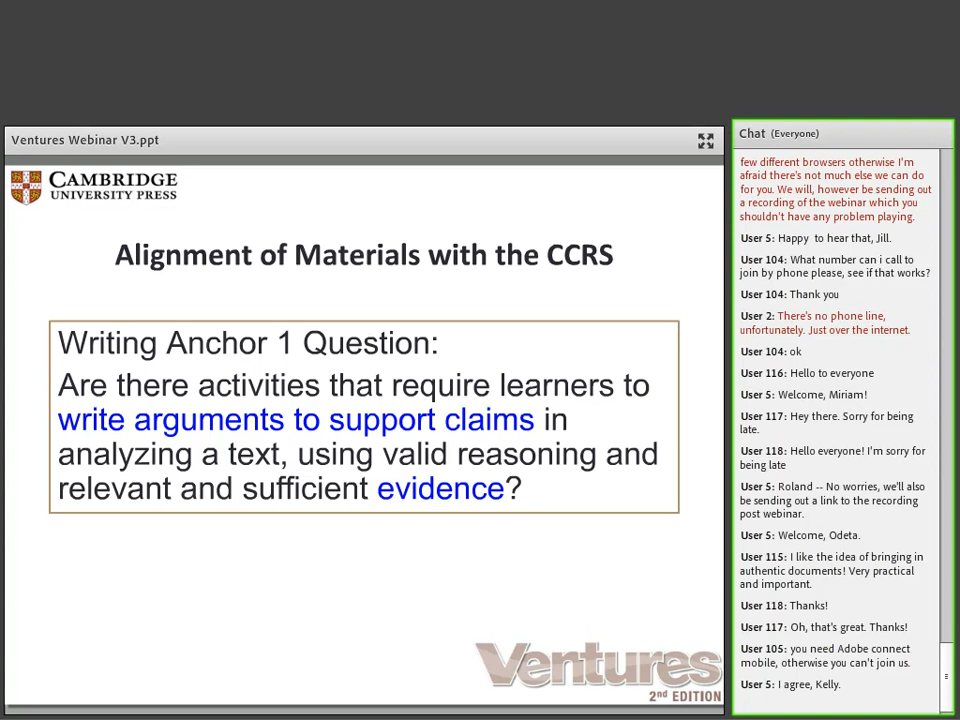 Ventures Webinar V3.ppt
CAMBRIDGE
UNIVERSITY PRESS
Alignment of Materials with the CCRS
Writing Anchor 1 Question:
Are there activities that require learners to
write arguments to support claims in
analyzing a text, using valid reasoning and
relevant and sufficient evidence?
Ventures
2nd EDITION
Chat (Everyone)
few different browsers otherwise I'm
afraid there's not much else we can do
for you. We will, however be sending out
a recording of the webinar which you
shouldn't have any problem playing.
User 5: Happy to hear that, Jill.
User 104: What number can i call to
join by phone please, see if that works?
User 104: Thank you
User 2: There's no phone line,
unfortunately. Just over the internet.
User 104: ok
User 116: Hello to everyone
User 5: Welcome, Miriam!
User 117: Hey there. Sorry for being
late.
User 118: Hello everyone! I'm sorry for
being late
User 5: Roland -- No worries, we'll also
be sending out a link to the recording
post webinar.
User 5: Welcome, Odeta.
User 115: I like the idea of bringing in
authentic documents! Very practical
and important.
User 118: Thanks!
User 117: Oh, that's great. Thanks!
User 105: you need Adobe connect
mobile, otherwise you can't join us.
User 5: I agree, Kelly.